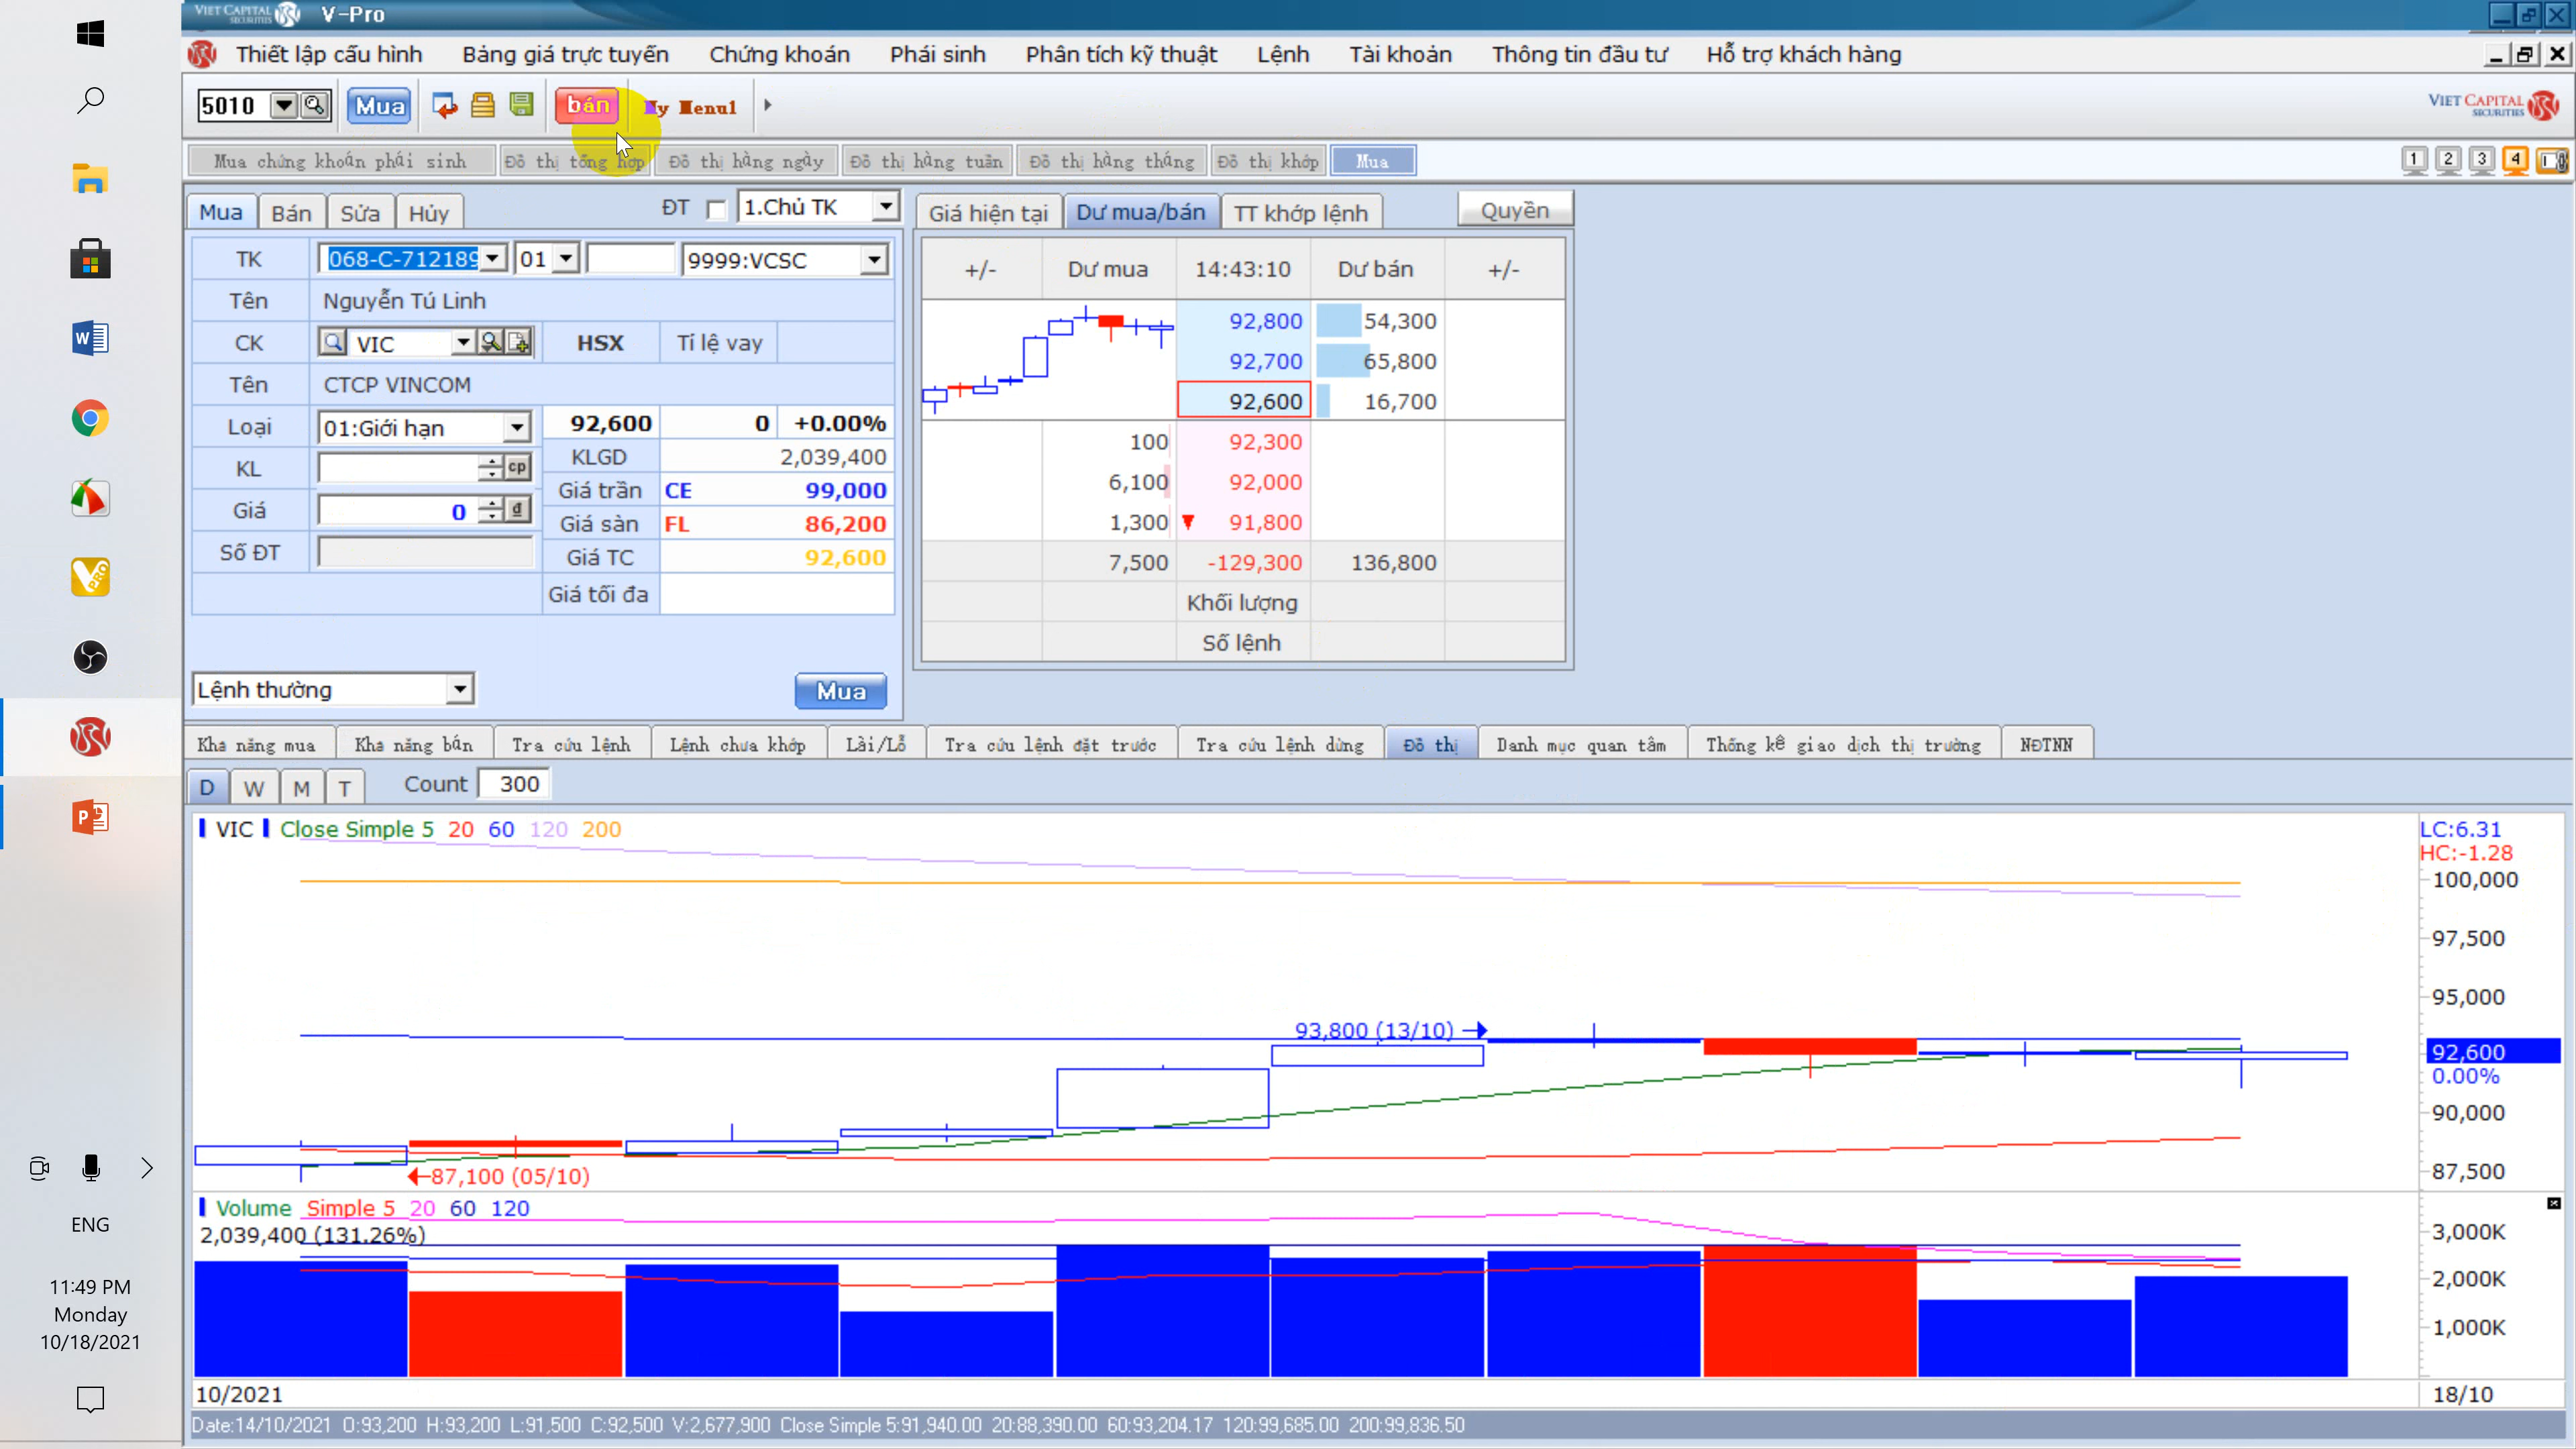 VIET CAPITAL SECURITIES V-Pro
Thiết lập cấu hình Bảng giá trực tuyến Chứng khoán Phái sinh Phân tích kỹ thuật Lệnh Tài khoản Thông tin đầu tư Hỗ trợ khách hàng
5010 Mua bán My Menu1 VIET CAPITAL SECURITIES
Mua chứng khoán phái sinh Đồ thị tổng hợp Đồ thị hàng ngày Đồ thị hàng tuần Đồ thị hàng tháng Đồ thị khớp Mua 1 2 3 4
Mua Bán Sửa Hủy ĐT 1.Chủ TK
TK 068-C-712189 01 9999:VCSC
Tên Nguyễn Tú Linh
CK VIC HSX Tỉ lệ vay
Tên CTCP VINCOM
Loại 01:Giới hạn 92,600 0 +0.00%
KL cp KLGD 2,039,400
Giá trần CE 99,000
Giá 0 đ Giá sàn FL 86,200
Số ĐT Giá TC 92,600
Giá tối đa
Lệnh thường Mua
Giá hiện tại Dư mua/bán TT khớp lệnh Quyền
+/- Dư mua 14:43:10 Dư bán +/-
92,800 54,300
92,700 65,800
92,600 16,700
100 92,300
6,100 92,000
1,300 91,800
7,500 -129,300 136,800
Khối lượng
Số lệnh
Khả năng mua Khả năng bán Tra cứu lệnh Lệnh chưa khớp Lãi/Lỗ Tra cứu lệnh đặt trước Tra cứu lệnh dừng Đồ thị Danh mục quan tâm Thống kê giao dịch thị trường NĐTNN
D W M T Count 300
VIC Close Simple 5 20 60 120 200
LC:6.31
HC:-1.28
100,000
97,500
95,000
93,800 (13/10)
92,600
0.00%
90,000
87,500
87,100 (05/10)
Volume Simple 5 20 60 120
2,039,400 (131.26%)
3,000K
2,000K
1,000K
10/2021 18/10
Date:14/10/2021 O:93,200 H:93,200 L:91,500 C:92,500 V:2,677,900 Close Simple 5:91,940.00 20:88,390.00 60:93,204.17 120:99,685.00 200:99,836.50
ENG
11:49 PM
Monday
10/18/2021